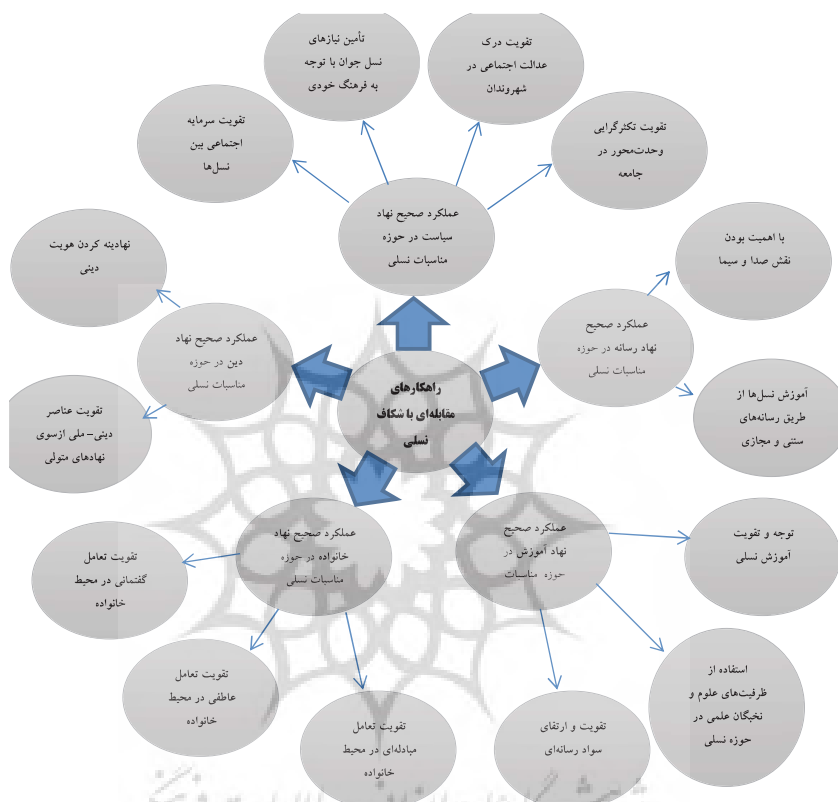 راهکارهای
مقابله‌ای با شکاف
نسلی
عملکرد صحیح نهاد
سیاست در حوزه
مناسبات نسلی
تقویت سرمایه
اجتماعی بین
نسل‌ها
تأمین نیازهای
نسل جوان با توجه
به فرهنگ خودی
تقویت درک
عدالت اجتماعی در
شهروندان
تقویت تکثرگرایی
وحدت‌محور در
جامعه
عملکرد صحیح
نهاد رسانه در حوزه
مناسبات نسلی
با اهمیت بودن
نقش صدا و سیما
آموزش نسل‌ها از
طریق رسانه‌های
سنتی و مجازی
عملکرد صحیح
نهاد آموزش در
حوزه مناسبات
توجه و تقویت
آموزش نسلی
استفاده از
ظرفیت‌های علوم و
نخبگان علمی در
حوزه نسلی
تقویت و ارتقای
سواد رسانه‌ای
عملکرد صحیح نهاد
خانواده در حوزه
مناسبات نسلی
تقویت تعامل
مبادله‌ای در محیط
خانواده
تقویت تعامل
عاطفی در محیط
خانواده
تقویت تعامل
گفتمانی در محیط
خانواده
عملکرد صحیح نهاد
دین در حوزه
مناسبات نسلی
تقویت عناصر
دینی– ملی ازسوی
نهادهای متولی
نهادینه کردن هویت
دینی